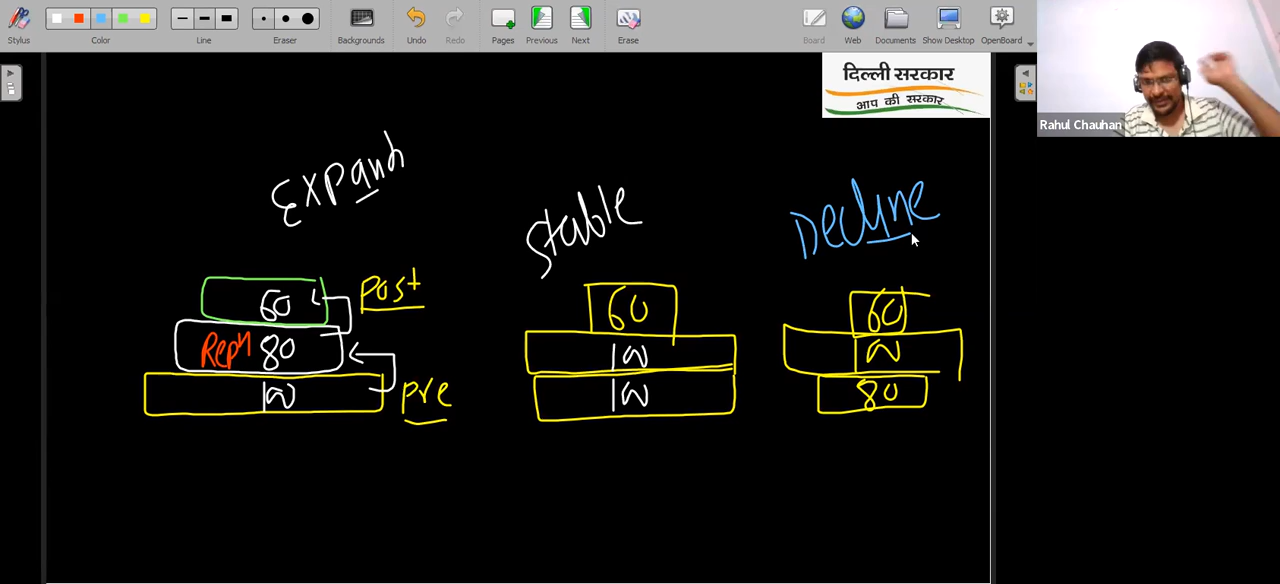 Stylus
Color
Line
Eraser
Backgrounds
Undo
Redo
Pages
Previous
Next
Erase
Board
Web
Documents
Show Desktop
OpenBoard
दिल्ली सरकार
आप की सरकार
Rahul Chauhan
Expand
Stable
Decline
60
Post
Repn 80
100
pre
60
100
100
60
100
80